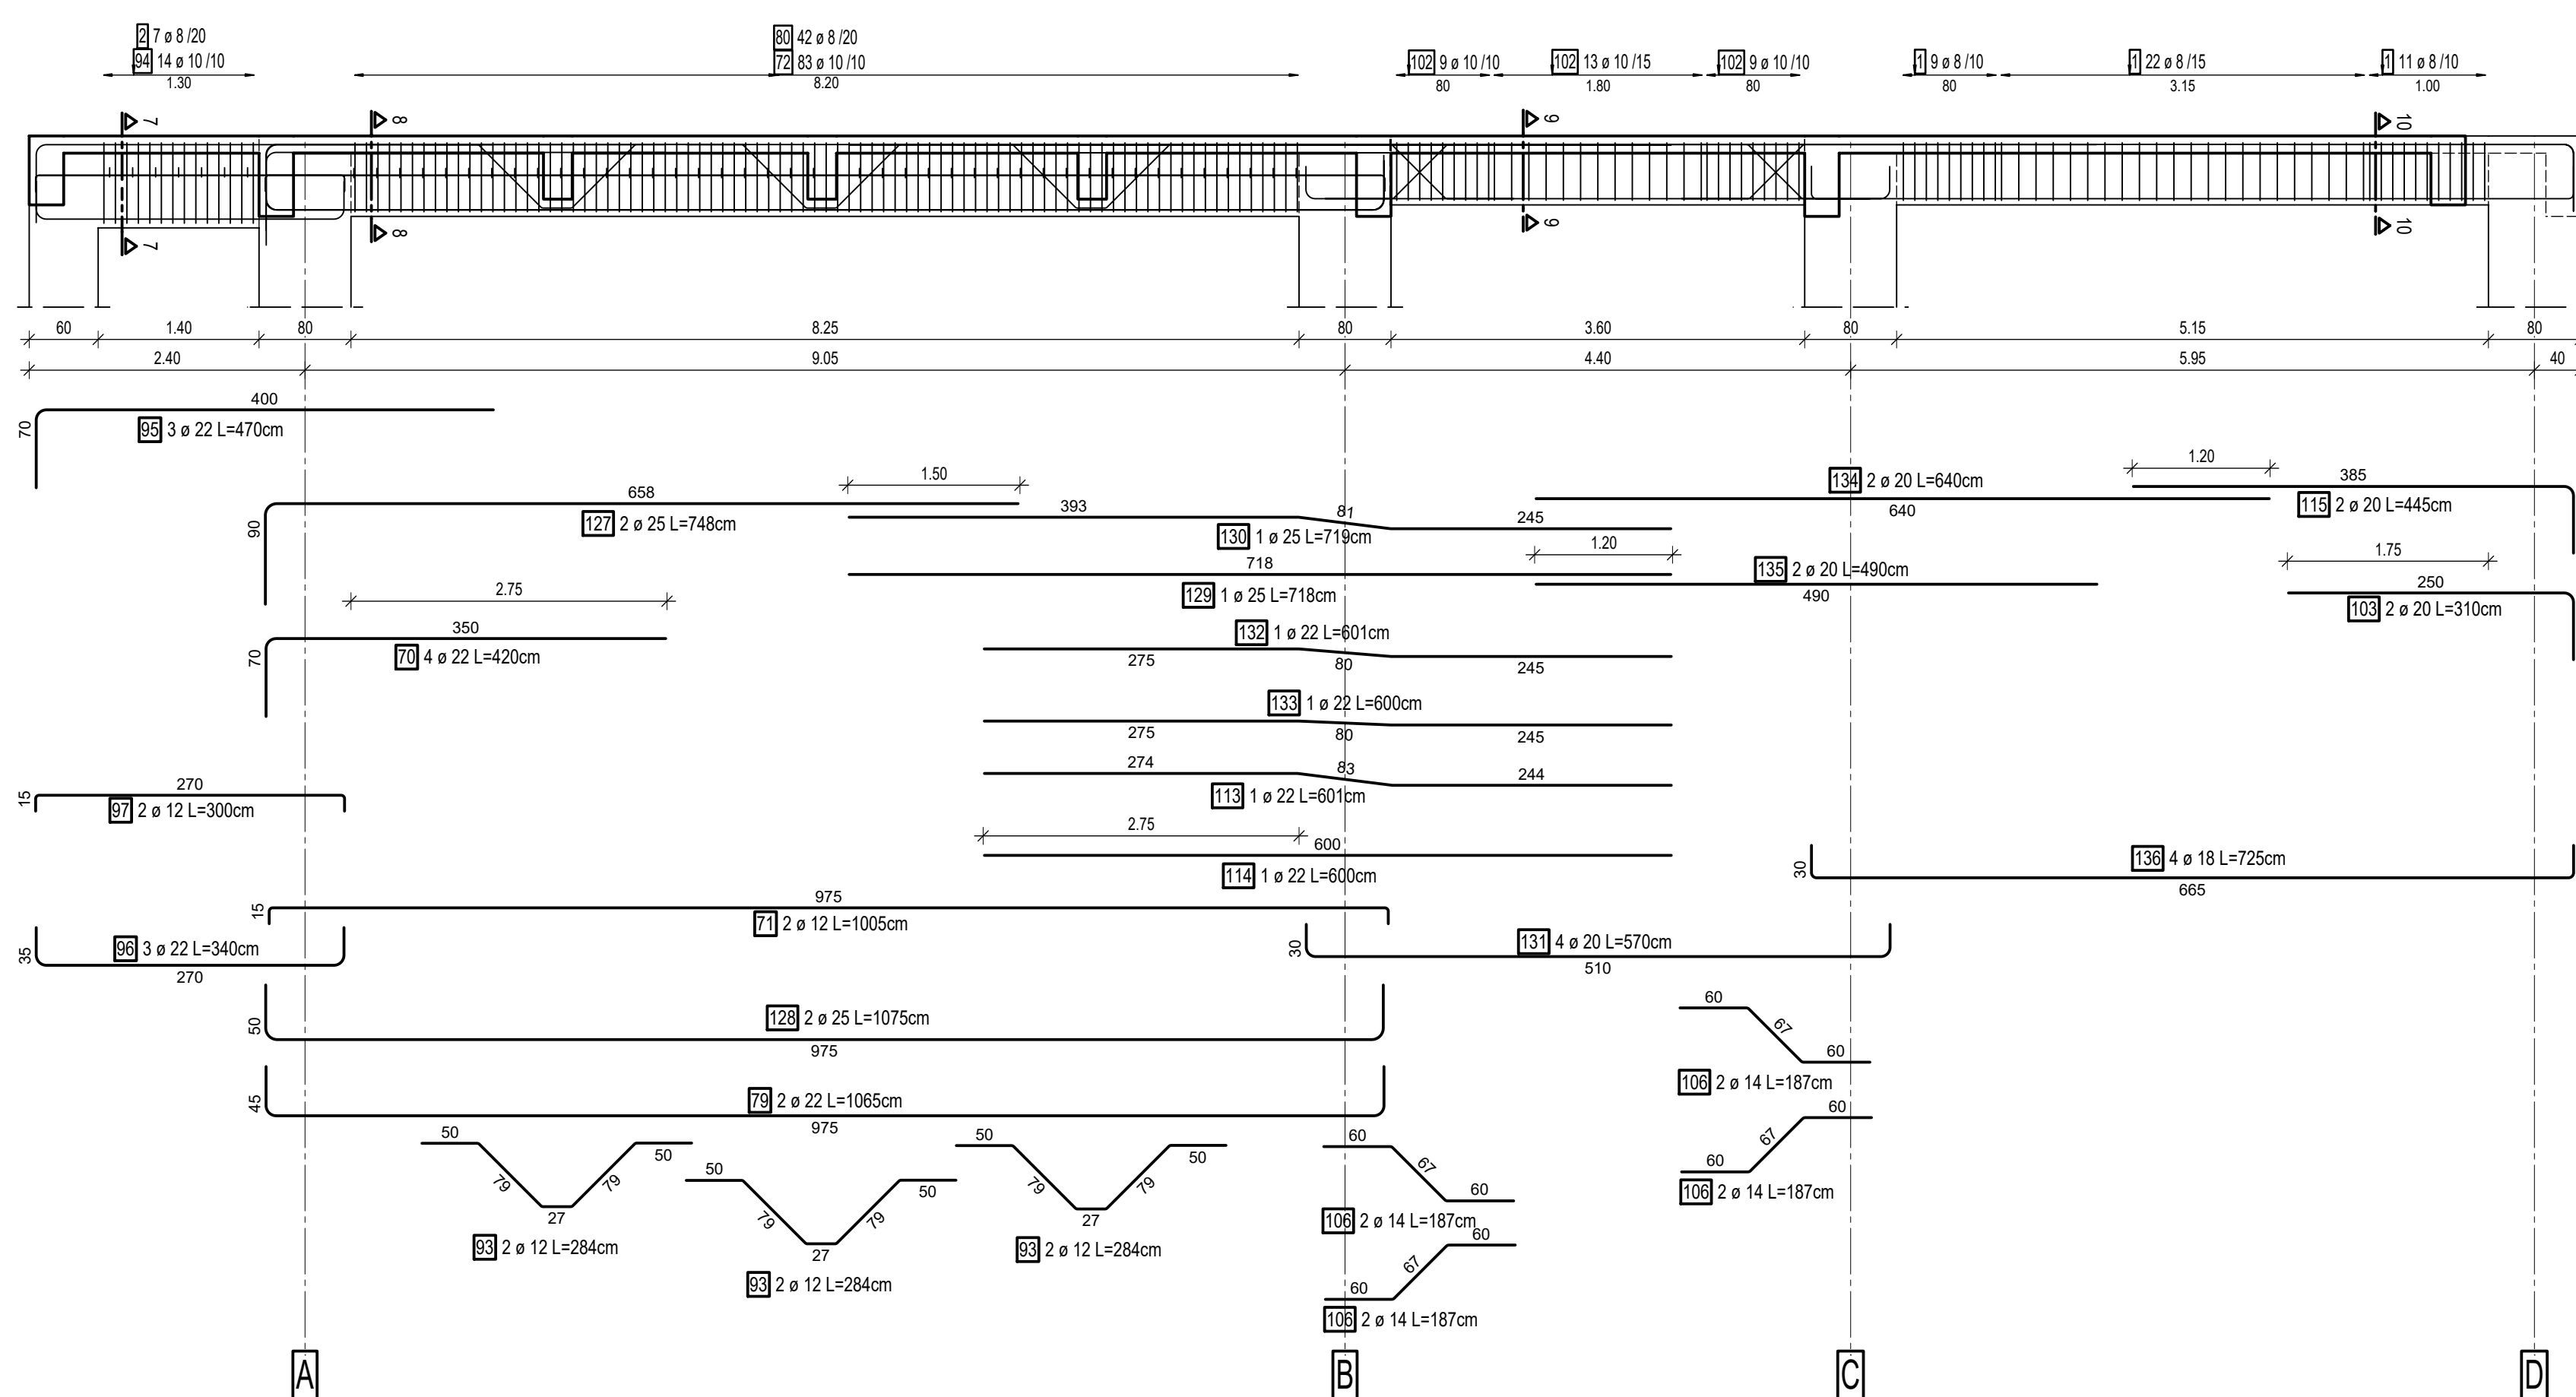 2 7 ø 8 /20
94 14 ø 10 /10
1.30
80 42 ø 8 /20
72 83 ø 10 /10
8.20
102 9 ø 10 /10
80
102 13 ø 10 /15
1.80
102 9 ø 10 /10
80
1 9 ø 8 /10
80
1 22 ø 8 /15
3.15
1 11 ø 8 /10
1.00
7
8
9
10
7
8
9
10
60 1.40 80 8.25 80 3.60 80 5.15 80
2.40 9.05 4.40 5.95 40
400
70
95 3 ø 22 L=470cm
658
90
127 2 ø 25 L=748cm
1.50
393 81 245
130 1 ø 25 L=719cm
134 2 ø 20 L=640cm
640
1.20
385
115 2 ø 20 L=445cm
718
129 1 ø 25 L=718cm
1.20
135 2 ø 20 L=490cm
490
1.75
250
103 2 ø 20 L=310cm
2.75
350
70
70 4 ø 22 L=420cm
132 1 ø 22 L=601cm
275 80 245
133 1 ø 22 L=600cm
275 80 245
274 83 244
113 1 ø 22 L=601cm
270
15
97 2 ø 12 L=300cm
2.75
600
114 1 ø 22 L=600cm
30
136 4 ø 18 L=725cm
665
975
15
71 2 ø 12 L=1005cm
35
96 3 ø 22 L=340cm
270
30
131 4 ø 20 L=570cm
510
50
128 2 ø 25 L=1075cm
975
45
79 2 ø 22 L=1065cm
975
60 67 60
106 2 ø 14 L=187cm
60
67
60
106 2 ø 14 L=187cm
50 79 27 79 50
93 2 ø 12 L=284cm
50 79 27 79 50
93 2 ø 12 L=284cm
50 79 27 79 50
93 2 ø 12 L=284cm
60 67 60
106 2 ø 14 L=187cm
60
67
60
106 2 ø 14 L=187cm
A B C D